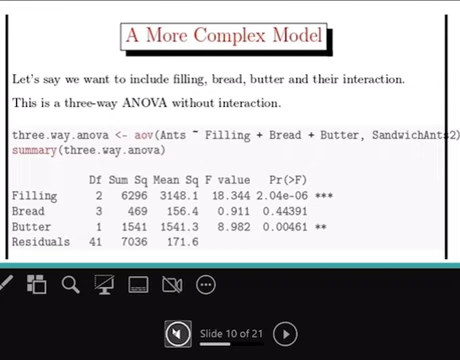 A More Complex Model
Let's say we want to include filling, bread, butter and their interaction.
This is a three-way ANOVA without interaction.
three.way.anova <- aov(Ants ~ Filling + Bread + Butter, SandwichAnts2)
summary(three.way.anova)
Df Sum Sq Mean Sq F value Pr(>F)
Filling 2 6296 3148.1 18.344 2.04e-06 ***
Bread 3 469 156.4 0.911 0.44391
Butter 1 1541 1541.3 8.982 0.00461 **
Residuals 41 7036 171.6
Slide 10 of 21